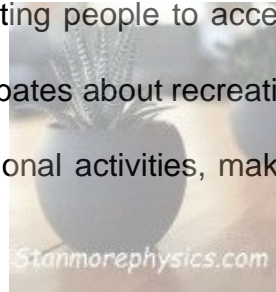 ting people to acce
bates about recreati
onal activities, mak
Stanmorephysics.com